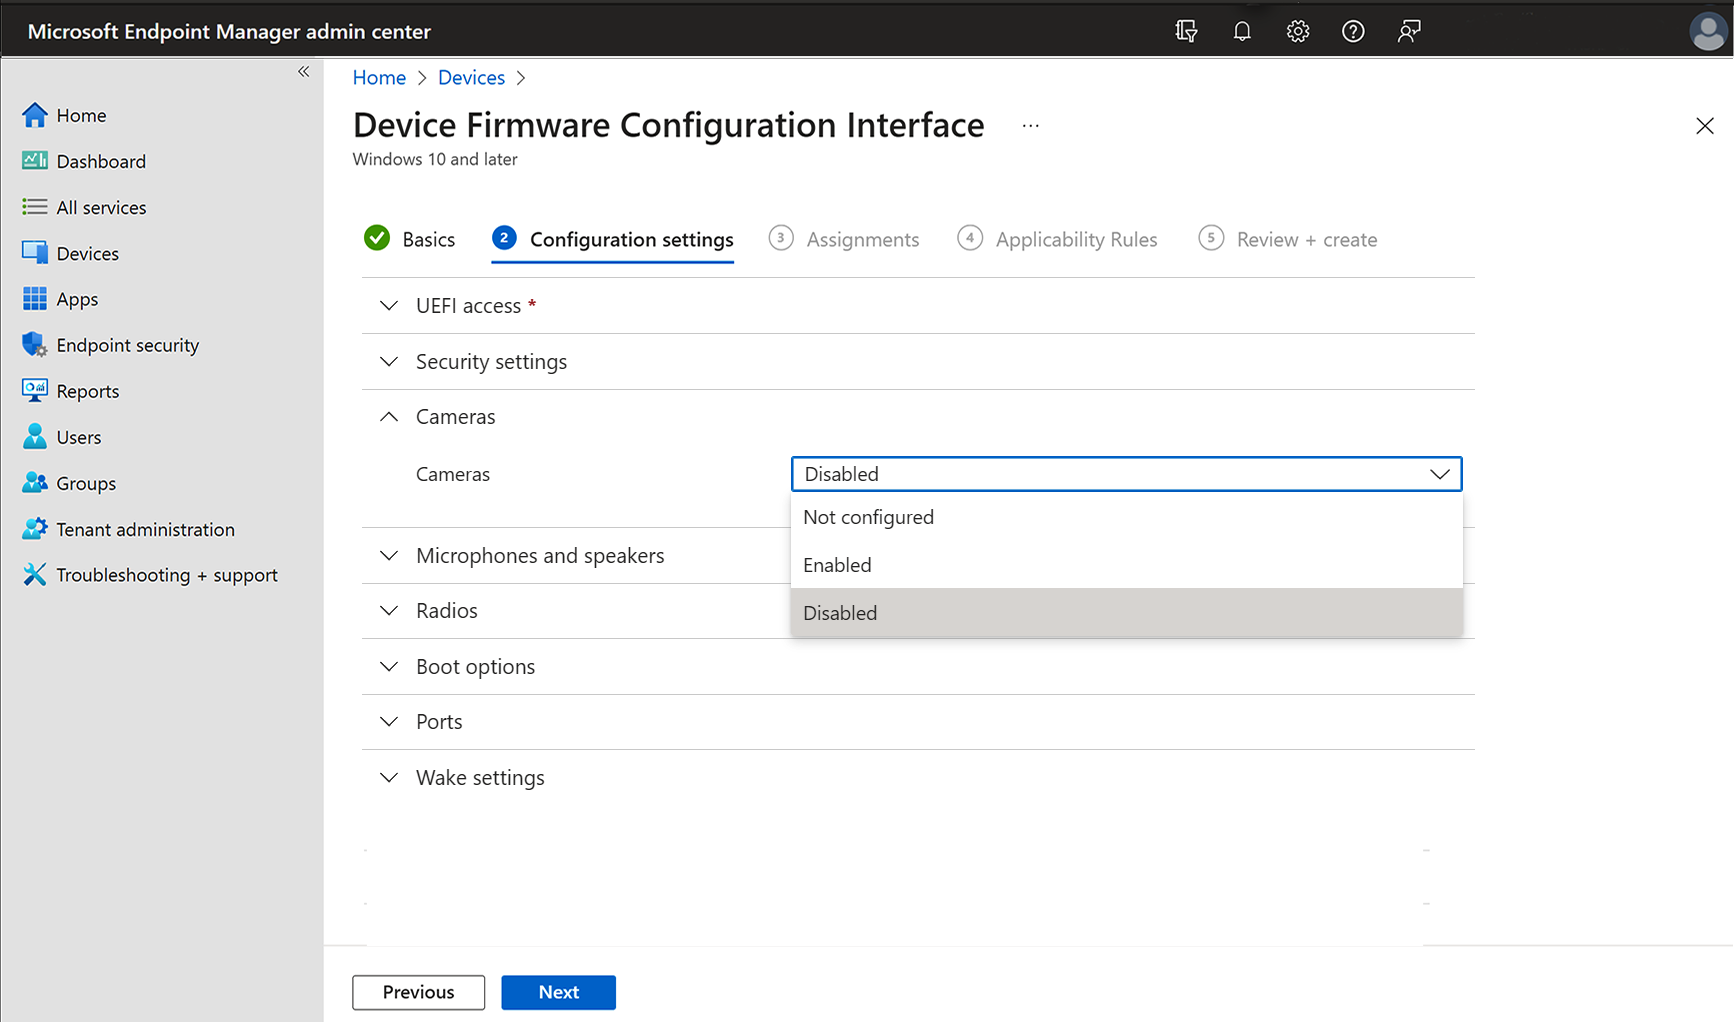 Microsoft Endpoint Manager admin center
Home
Dashboard
All services
Devices
Apps
Endpoint security
Reports
Users
Groups
Tenant administration
Troubleshooting + support
Home > Devices >
Device Firmware Configuration Interface ...
Windows 10 and later
Basics
2 Configuration settings
3 Assignments
4 Applicability Rules
5 Review + create
UEFI access *
Security settings
Cameras
Cameras Disabled
Not configured
Enabled
Disabled
Microphones and speakers
Radios
Boot options
Ports
Wake settings
Previous Next